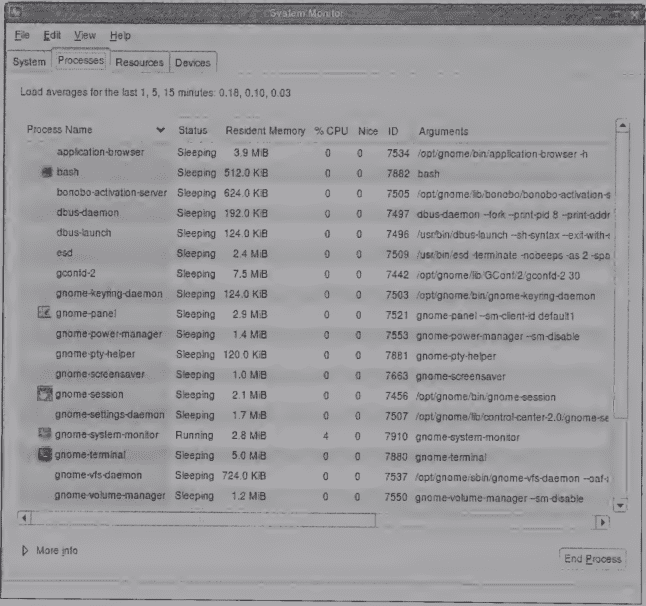 System Monitor
File Edit View Help
System Processes Resources Devices
Load averages for the last 1, 5, 15 minutes: 0.18, 0.10, 0.03
Process Name Status Resident Memory % CPU Nice ID Arguments
application-browser Sleeping 3.9 MiB 0 0 7534 /opt/gnome/bin/application-browser -h
bash Sleeping 512.0 KiB 0 0 7882 bash
bonobo-activation-server Sleeping 624.0 KiB 0 0 7505 /opt/gnome/lib/bonobo/bonobo-activation-s
dbus-daemon Sleeping 192.0 KiB 0 0 7497 dbus-daemon --fork --print-pid 8 --print-addr
dbus-launch Sleeping 124.0 KiB 0 0 7496 /usr/bin/dbus-launch --sh-syntax --exit-with-
esd Sleeping 2.4 MiB 0 0 7509 /usr/bin/esd -terminate -nobeeps -as 2 -spa
gconfd-2 Sleeping 7.5 MiB 0 0 7442 /opt/gnome/lib/GConf/2/gconfd-2 30
gnome-keyring-daemon Sleeping 124.0 KiB 0 0 7503 /opt/gnome/bin/gnome-keyring-daemon
gnome-panel Sleeping 2.9 MiB 0 0 7521 gnome-panel --sm-client-id default1
gnome-power-manager Sleeping 1.4 MiB 0 0 7553 gnome-power-manager --sm-disable
gnome-pty-helper Sleeping 120.0 KiB 0 0 7881 gnome-pty-helper
gnome-screensaver Sleeping 1.0 MiB 0 0 7663 gnome-screensaver
gnome-session Sleeping 2.1 MiB 0 0 7456 /opt/gnome/bin/gnome-session
gnome-settings-daemon Sleeping 1.7 MiB 0 0 7507 /opt/gnome/lib/control-center-2.0/gnome-se
gnome-system-monitor Running 2.8 MiB 4 0 7910 gnome-system-monitor
gnome-terminal Sleeping 5.0 MiB 0 0 7880 gnome-terminal
gnome-vfs-daemon Sleeping 724.0 KiB 0 0 7537 /opt/gnome/sbin/gnome-vfs-daemon --oaf-
gnome-volume-manager Sleeping 1.2 MiB 0 0 7550 gnome-volume-manager --sm-disable
More info
End Process